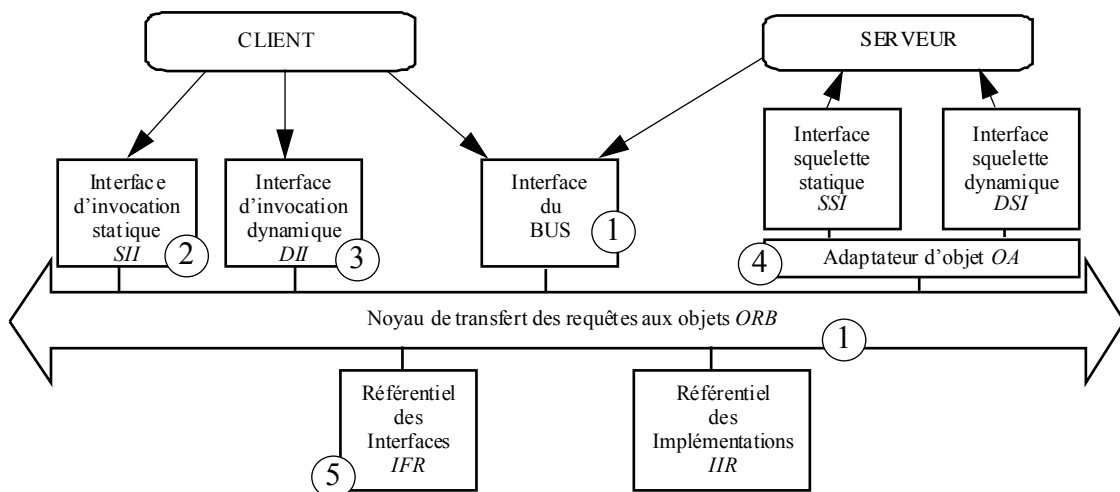 CLIENT
SERVEUR
Interface
d'invocation
statique
SII
2
Interface
d'invocation
dynamique
DII
3
Interface
du
BUS
1
Interface
squelette
statique
SSI
Interface
squelette
dynamique
DSI
4
Adaptateur d'objet OA
Noyau de transfert des requêtes aux objets ORB
1
Référentiel
des
Interfaces
IFR
5
Référentiel
des
Implémentations
IIR